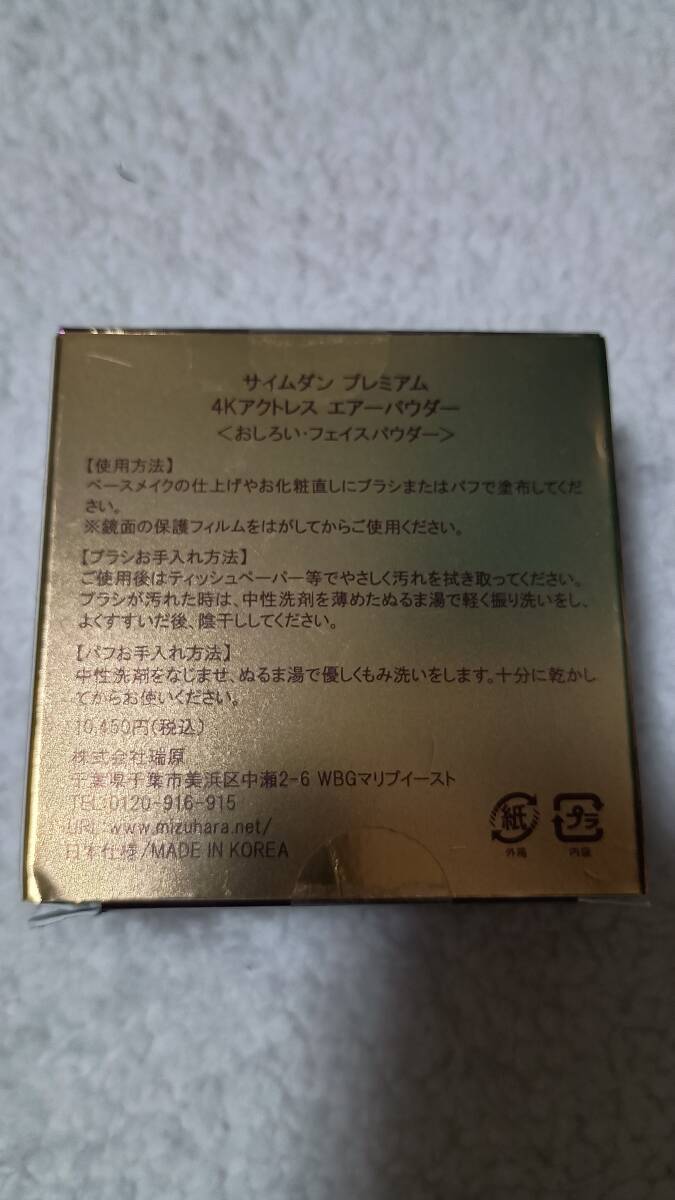 サイムダン プレミアム
4Kアクトレス エアーパウダー
＜おしろい・フェイスパウダー＞
【使用方法】
ベースメイクの仕上げやお化粧直しにブラシまたはパフで塗布してくだ
さい。
※鏡面の保護フィルムをはがしてからご使用ください。
【ブラシお手入れ方法】
ご使用後はティッシュペーパー等でやさしく汚れを拭き取ってください。
ブラシが汚れた時は、中性洗剤を薄めたぬるま湯で軽く振り洗いをし、
よくすすいだ後、陰干ししてください。
【パフお手入れ方法】
中性洗剤をなじませ、ぬるま湯で優しくもみ洗いをします。十分に乾かし
てからお使いください。
10,450円(税込)
株式会社瑞原
千葉県千葉市美浜区中瀬2-6 WBGマリブイースト
TEL:0120-916-915
URL:www.mizuhara.net/
日本仕様/MADE IN KOREA
紙 プラ
外箱 内袋